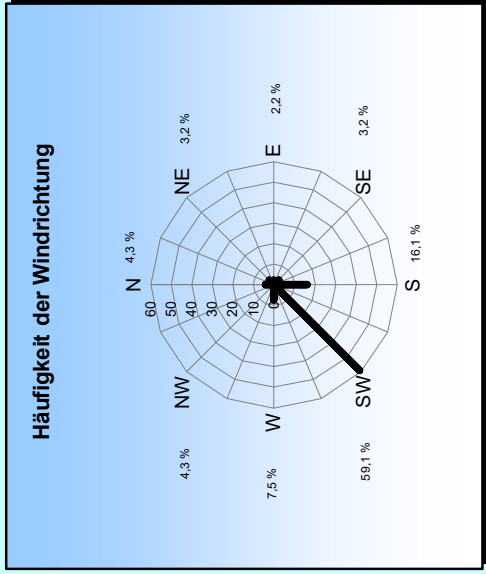 Häufigkeit der Windrichtung
N 4,3 %
60
50
4,3 % NW NE 3,2 %
40
30
20
10
7,5 % W 0 E 2,2 %
59,1 % SW SE 3,2 %
S 16,1 %